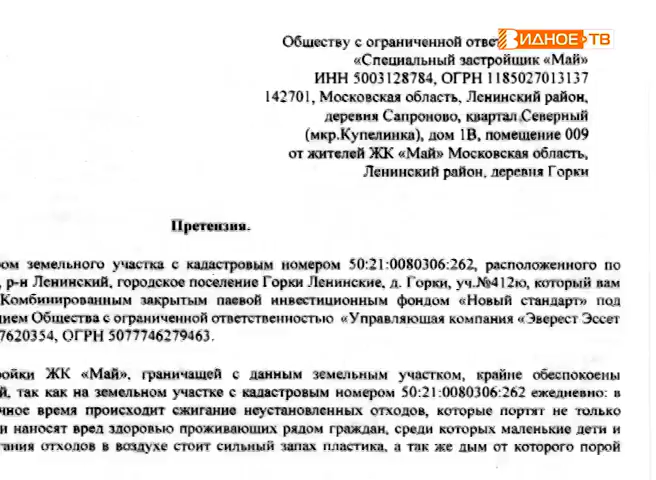 ВИДНОЕ-ТВ
Обществу с ограниченной
«Специальный застройщик «Май»
ИНН 5003128784, ОГРН 1185027013137
142701, Московская область, Ленинский район,
деревня Сапроново, квартал Северный
(мкр.Купелинка), дом 1В, помещение 009
от жителей ЖК «Май» Московская область,
Ленинский район, деревня Горки
Претензия.
ром земельного участка с кадастровым номером 50:21:0080306:262, расположенного по
, р-н Ленинский, городское поселение Горки Ленинские, д. Горки, уч.№412ю, который вам
Комбинированным закрытым паевой инвестиционным фондом «Новый стандарт» под
нием Общества с ограниченной ответственностью «Управляющая компания «Эверест Эссет
7620354, ОГРН 5077746279463.
ройки ЖК «Май», граничащей с данным земельным участком, крайне обеспокоены
й, так как на земельном участке с кадастровым номером 50:21:0080306:262 ежедневно: в
чное время происходит сжигание неустановленных отходов, которые портят не только
и наносят вред здоровью проживающих рядом граждан, среди которых маленькие дети и
гания отходов в воздухе стоит сильный запах пластика, а так же дым от которого порой